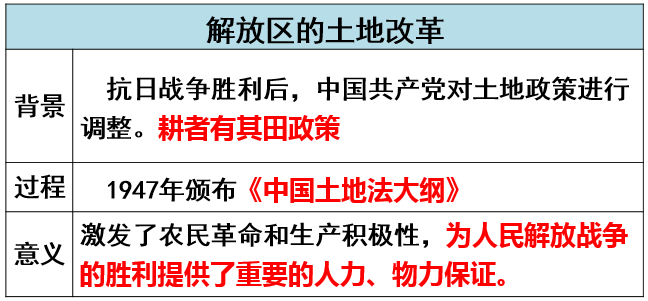 解放区的土地改革
背景
抗日战争胜利后，中国共产党对土地政策进行
调整。耕者有其田政策
过程
1947年颁布《中国土地法大纲》
意义
激发了农民革命和生产积极性，为人民解放战争
的胜利提供了重要的人力、物力保证。